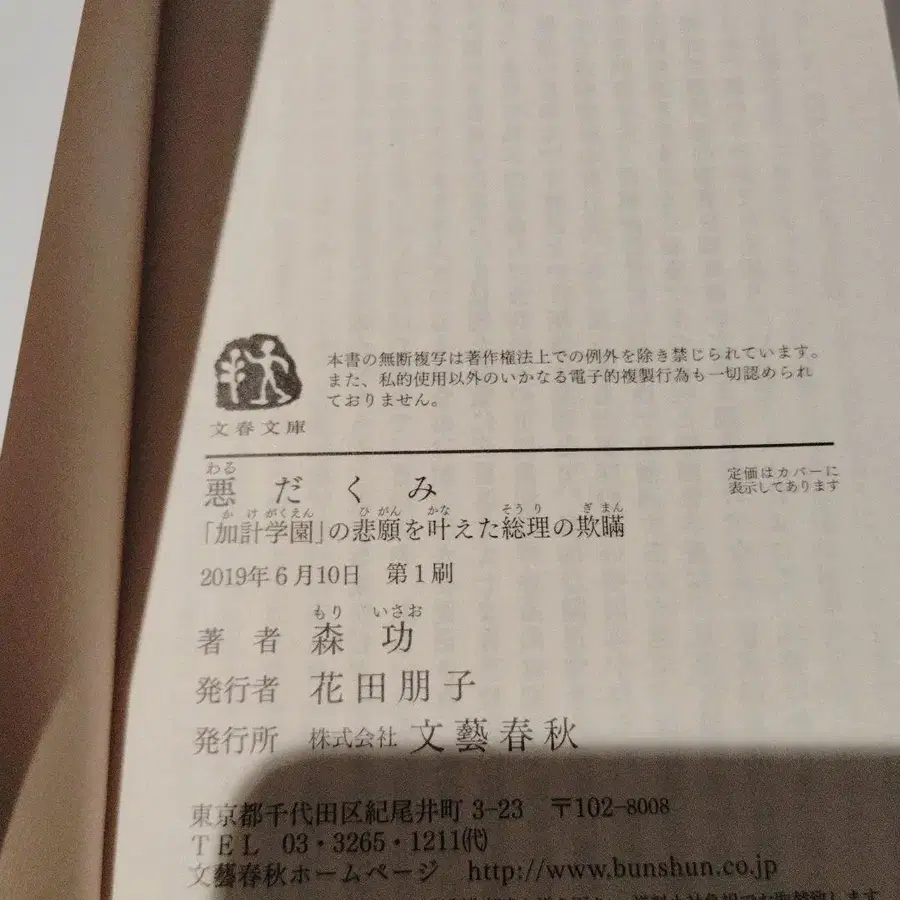 文春文庫
本書の無断複写は著作権法上での例外を除き禁じられています。
また、私的使用以外のいかなる電子的複製行為も一切認められ
ておりません。
定価はカバーに
表示してあります
わる
悪だくみ
かけがくえん ひがん かな そうり ぎまん
「加計学園」の悲願を叶えた総理の欺瞞
2019年6月10日 第1刷
もり いさお
著 者 森 功
発行者 花田朋子
発行所 株式会社 文藝春秋
東京都千代田区紀尾井町 3-23 〒102-8008
TEL 03・3265・1211㈹
文藝春秋ホームページ http://www.bunshun.co.jp